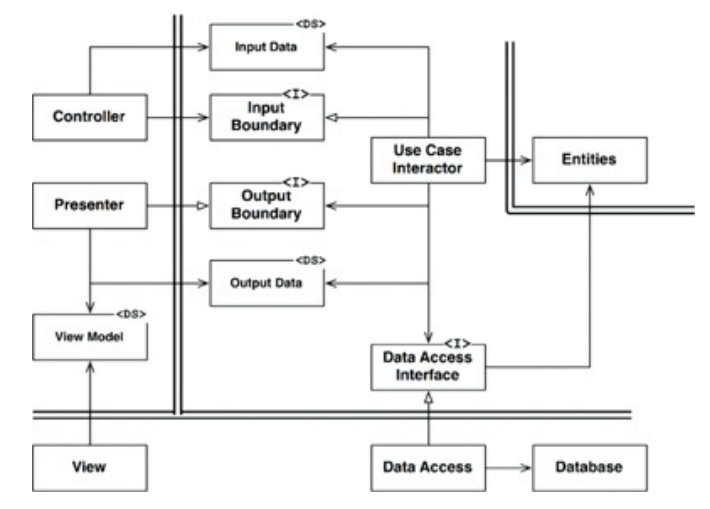 <DS>
Input Data
<I>
Controller
Input
Boundary
Use Case
Interactor
Entities
<I>
Presenter
Output
Boundary
<DS>
Output Data
<DS>
View Model
<I>
Data Access
Interface
View
Data Access
Database